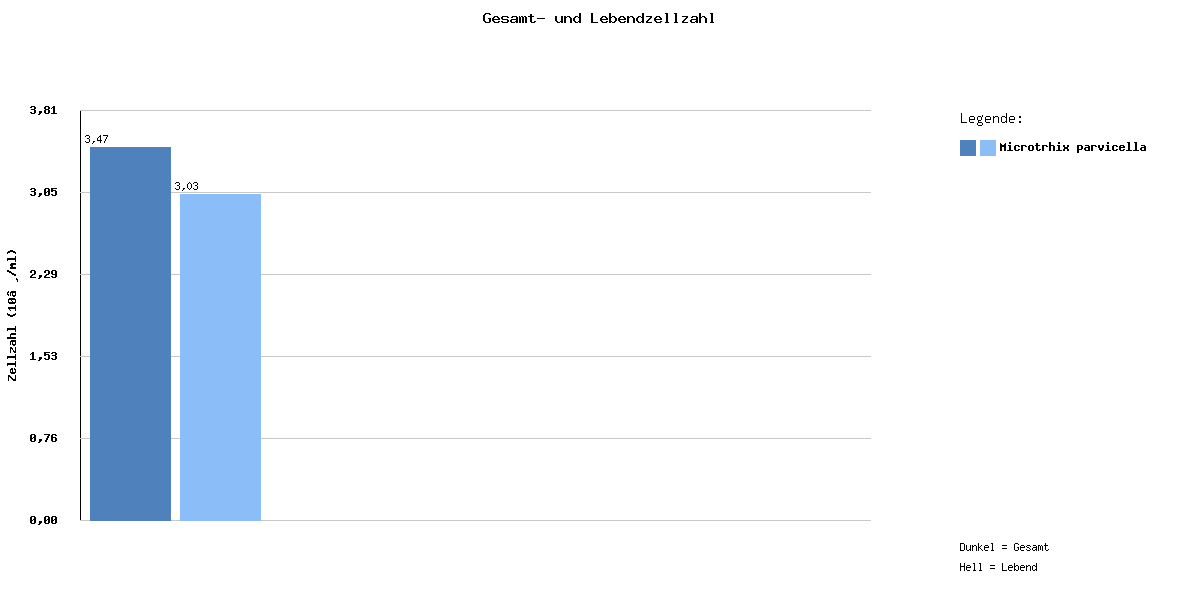 Gesamt- und Lebendzellzahl
3,81
3,47
3,05
3,03
2,29
1,53
0,76
0,00
Zellzahl (10â ¸/ml)
Legende:
Microtrhix parvicella
Dunkel = Gesamt
Hell = Lebend